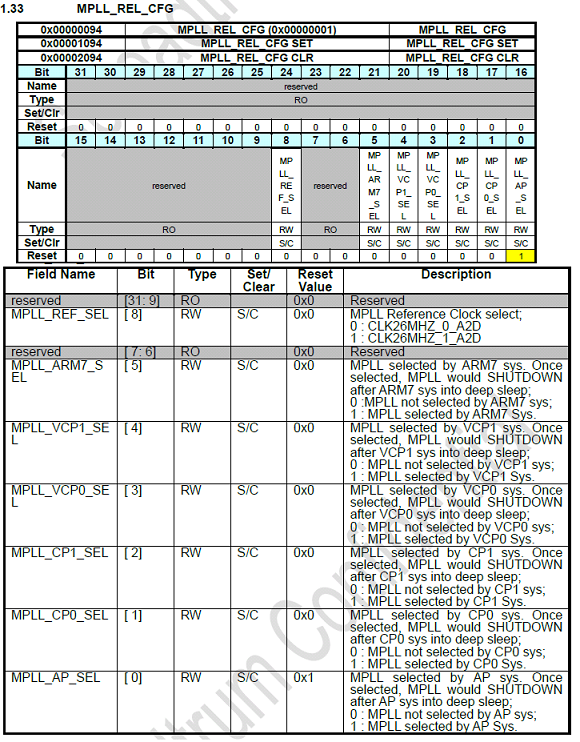 1.33 MPLL_REL_CFG
0x00000094 MPLL_REL_CFG (0x00000001) MPLL_REL_CFG
0x00001094 MPLL_REL_CFG SET MPLL_REL_CFG SET
0x00002094 MPLL_REL_CFG CLR MPLL_REL_CFG CLR
Bit 31 30 29 28 27 26 25 24 23 22 21 20 19 18 17 16
Name reserved
Type RO
Set/Clr
Reset 0 0 0 0 0 0 0 0 0 0 0 0 0 0 0 0
Bit 15 14 13 12 11 10 9 8 7 6 5 4 3 2 1 0
Name reserved MPLL_REF_SEL reserved MPLL_ARM7_SEL MPLL_VCP1_SEL MPLL_VCP0_SEL MPLL_CP1_SEL MPLL_CP0_SEL MPLL_AP_SEL
Type RO RW RO RW RW RW RW RW RW
Set/Clr S/C S/C S/C S/C S/C S/C S/C
Reset 0 0 0 0 0 0 0 0 0 0 0 0 0 0 0 1
Field Name Bit Type Set/ Reset Description
Clear Value
reserved [31: 9] RO 0x0 Reserved
MPLL_REF_SEL [ 8] RW S/C 0x0 MPLL Reference Clock select;
0 : CLK26MHZ_0_A2D
1 : CLK26MHZ_1_A2D
reserved [ 7: 6] RO 0x0 Reserved
MPLL_ARM7_S [ 5] RW S/C 0x0 MPLL selected by ARM7 sys. Once
EL selected, MPLL would SHUTDOWN
after ARM7 sys into deep sleep;
0 :MPLL not selected by ARM7 sys;
1 : MPLL selected by ARM7 Sys.
MPLL_VCP1_SE [ 4] RW S/C 0x0 MPLL selected by VCP1 sys. Once
L selected, MPLL would SHUTDOWN
after VCP1 sys into deep sleep;
0 : MPLL not selected by VCP1 sys;
1 : MPLL selected by VCP1 Sys.
MPLL_VCP0_SE [ 3] RW S/C 0x0 MPLL selected by VCP0 sys. Once
L selected, MPLL would SHUTDOWN
after VCP0 sys into deep sleep;
0 : MPLL not selected by VCP0 sys;
1 : MPLL selected by VCP0 Sys.
MPLL_CP1_SEL [ 2] RW S/C 0x0 MPLL selected by CP1 sys. Once
selected, MPLL would SHUTDOWN
after CP1 sys into deep sleep;
0 : MPLL not selected by CP1 sys;
1 : MPLL selected by CP1 Sys.
MPLL_CP0_SEL [ 1] RW S/C 0x0 MPLL selected by CP0 sys. Once
selected, MPLL would SHUTDOWN
after CP0 sys into deep sleep;
0 : MPLL not selected by CP0 sys;
1 : MPLL selected by CP0 Sys.
MPLL_AP_SEL [ 0] RW S/C 0x1 MPLL selected by AP sys. Once
selected, MPLL would SHUTDOWN
after AP sys into deep sleep;
0 : MPLL not selected by AP sys;
1 : MPLL selected by AP Sys.